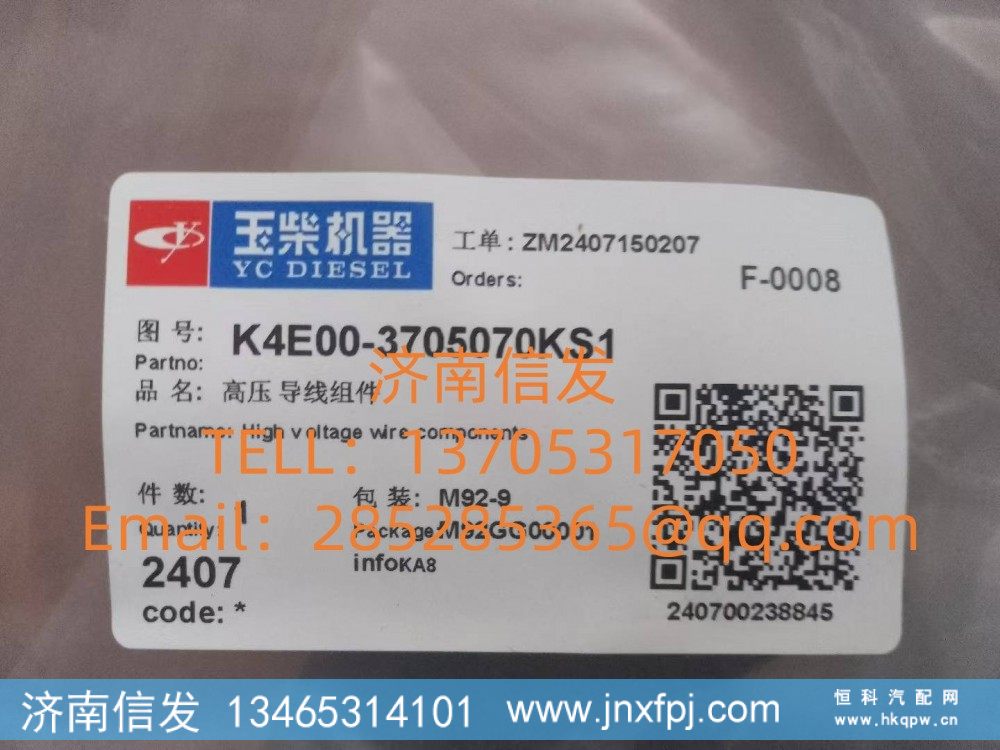 玉柴机器
YC DIESEL
工单: ZM2407150207
Orders:
F-0008
图 号: K4E00-3705070KS1
Partno:
济南信发
品 名: 高压 导线组件
Partname: High voltage wire components
TELL：13705317050
件 数: 1
Quantity:
包 装: M92-9
Package
Email：285285365@qq.com
2407
infoKA8
code: *
240700238845
济南信发 13465314101 www.jnxfpj.com
恒科汽配网
www.hkqpw.cn